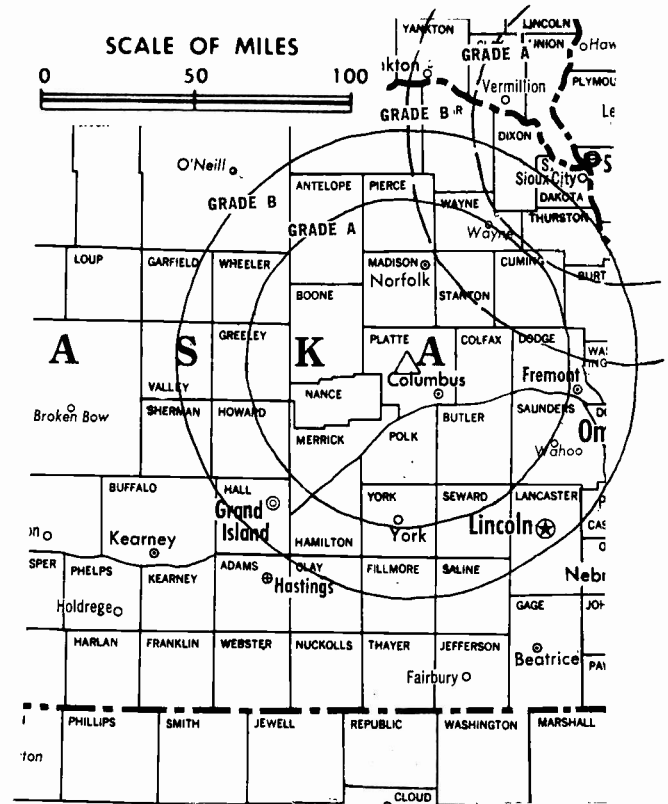 SCALE OF MILES
0 50 100
YANKTON
LINCOLN
GRADE A
UNION
PLYMOU
Vermillion
GRADE B
DIXON
O'Neill
Sioux City
ANTELOPE PIERCE
DAKOTA
GRADE B
WAYNE
THURSTON
GRADE A
Wayne
LOUP GARFIELD WHEELER
MADISON
CUMING
BURT
Norfolk
BOONE
STANTON
GREELEY
PLATTE COLFAX DODGE
A S K A
NANCE
Columbus
Fremont
VALLEY
Broken Bow
SHERMAN HOWARD
BUTLER
SAUNDERS
MERRICK
POLK
Wahoo
BUFFALO
HALL
YORK SEWARD LANCASTER
Grand Island
York
Lincoln
Kearney
HAMILTON
PHELPS
KEARNEY
ADAMS
CLAY
FILLMORE
SALINE
Hastings
Holdrege
GAGE
HARLAN FRANKLIN WEBSTER NUCKOLLS THAYER JEFFERSON
Beatrice
Fairbury
PHILLIPS SMITH JEWELL REPUBLIC WASHINGTON MARSHALL
CLOUD